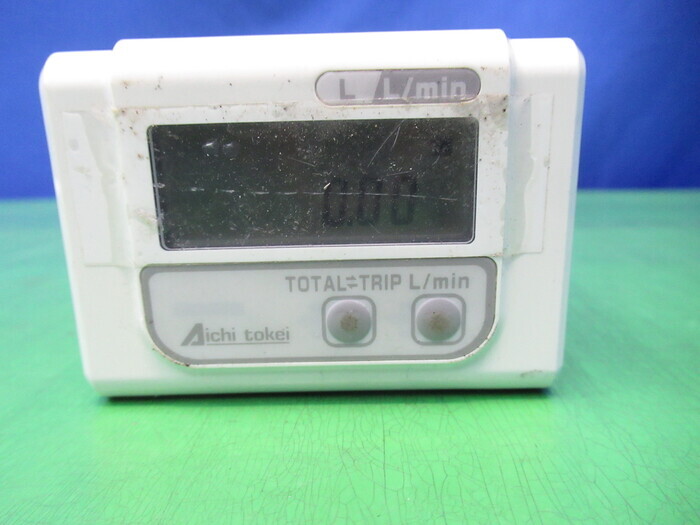 L L/min
0.00
TOTAL⇌TRIP L/min
Aichi tokei